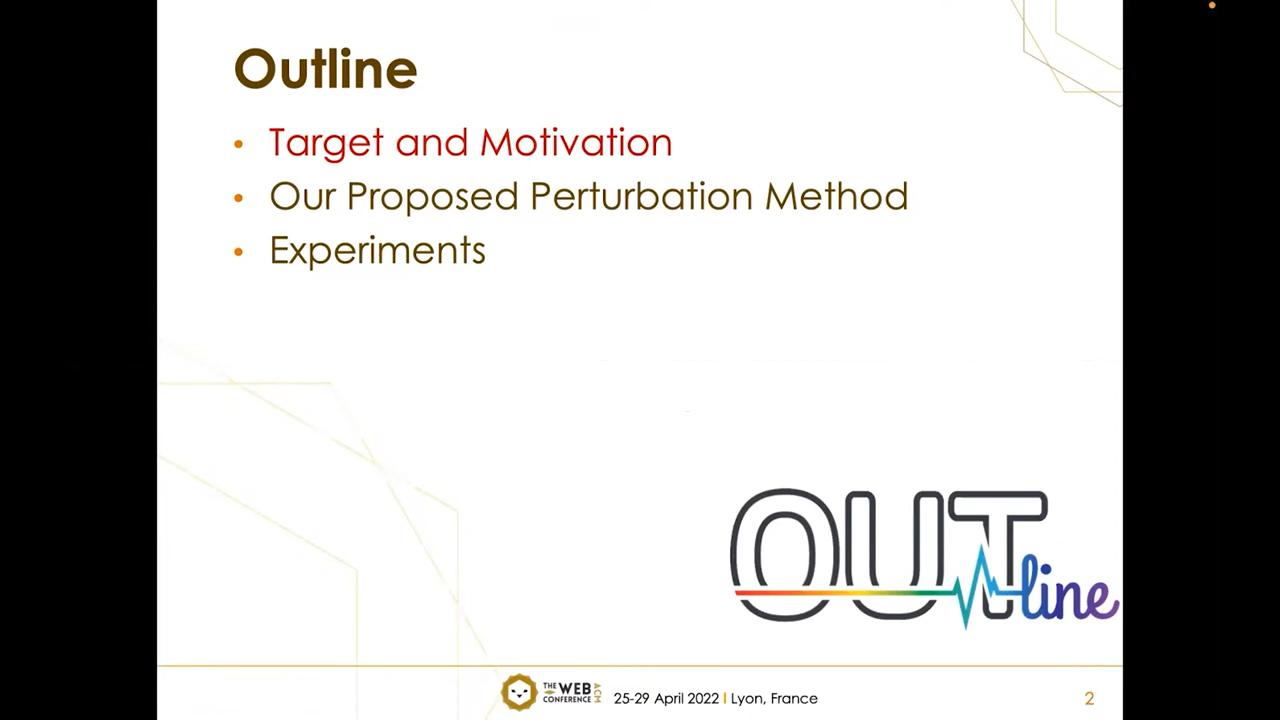 Outline
• Target and Motivation
• Our Proposed Perturbation Method
• Experiments
OUTline
THE WEB CONFERENCE ACM
25-29 April 2022 I Lyon, France
2